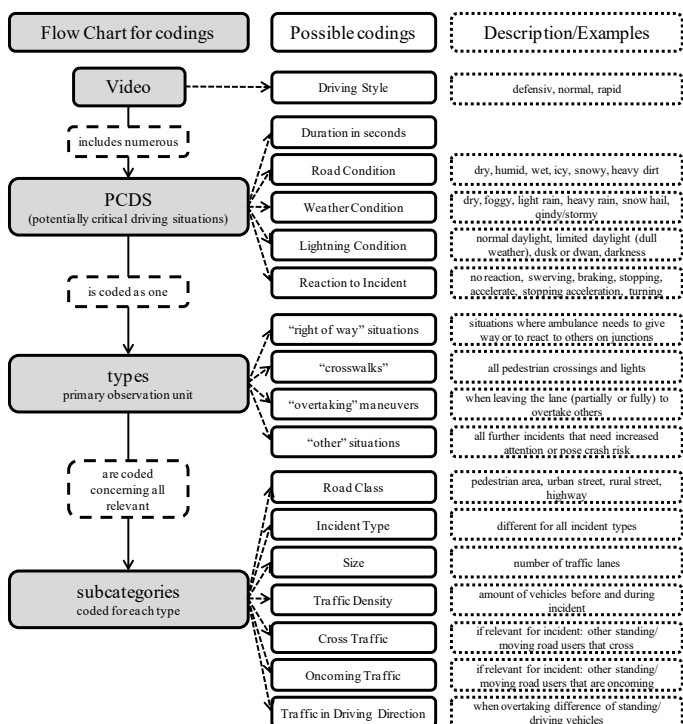 Flow Chart for codings
Possible codings
Description/Examples
Video
Driving Style
defensiv, normal, rapid
includes numerous
Duration in seconds
PCDS
(potentially critical driving situations)
Road Condition
dry, humid, wet, icy, snowy, heavy dirt
Weather Condition
dry, foggy, light rain, heavy rain, snow hail,
qindy/stormy
Lightning Condition
normal daylight, limited daylight (dull
weather), dusk or dwan, darkness
Reaction to Incident
no reaction, swerving, braking, stopping,
accelerate, stopping acceleration, turning
is coded as one
"right of way" situations
situations where ambulance needs to give
way or to react to others on junctions
types
primary observation unit
"crosswalks"
all pedestrian crossings and lights
"overtaking" maneuvers
when leaving the lane (partially or fully) to
overtake others
"other" situations
all further incidents that need increased
attention or pose crash risk
are coded
concerning all
relevant
Road Class
pedestrian area, urban street, rural street,
highway
Incident Type
different for all incident types
Size
number of traffic lanes
subcategories
coded for each type
Traffic Density
amount of vehicles before and during
incident
Cross Traffic
if relevant for incident: other standing/
moving road users that cross
Oncoming Traffic
if relevant for incident: other standing/
moving road users that are oncoming
Traffic in Driving Direction
when overtaking difference of standing/
driving vehicles